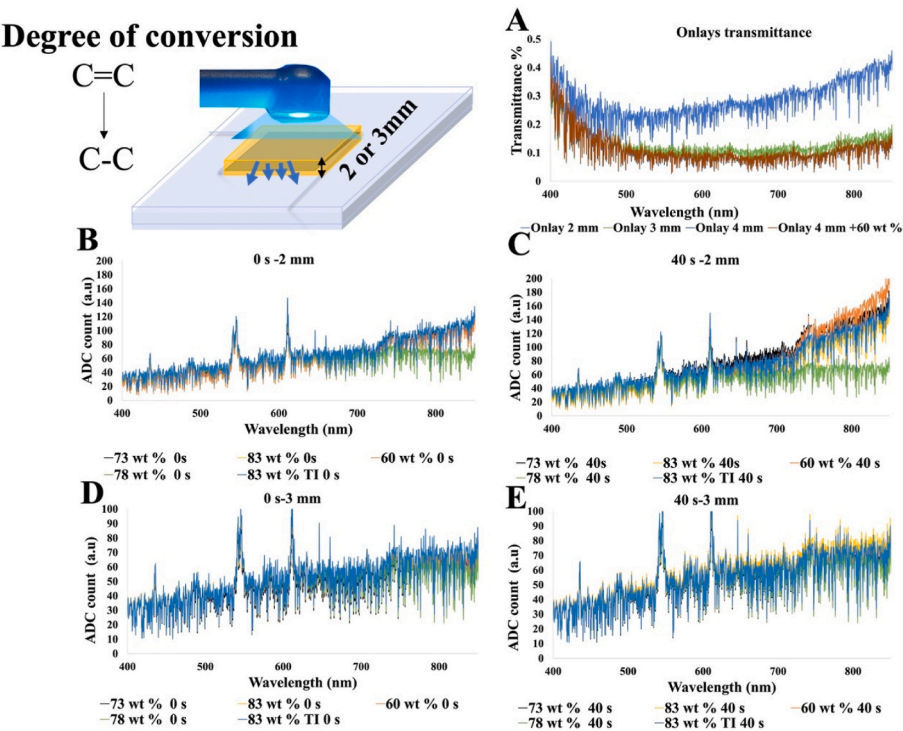 Degree of conversion
C=C
C-C
2 or 3mm
A
Onlays transmittance
Transmittance %
0.5
0.4
0.3
0.2
0.1
0
400 500 600 700 800
Wavelength (nm)
Onlay 2 mm Onlay 3 mm Onlay 4 mm Onlay 4 mm +60 wt %
B
0 s -2 mm
ADC count (a.u)
200
180
160
140
120
100
80
60
40
20
0
400 500 600 700 800
Wavelength (nm)
73 wt % 0s 83 wt % 0s 60 wt % 0 s
78 wt % 0 s 83 wt % TI 0 s
C
40 s-2 mm
ADC count (a.u)
200
180
160
140
120
100
80
60
40
20
0
400 500 600 700 800
Wavelength (nm)
73 wt % 40s 83 wt % 40s 60 wt % 40 s
78 wt % 40 s 83 wt % TI 40 s
D
0 s-3 mm
ADC count (a.u)
100
90
80
70
60
50
40
30
20
10
0
400 500 600 700 800
Wavelength (nm)
73 wt % 0 s 83 wt % 0 s 60 wt % 0 s
78 wt % 0 s 83 wt % TI 0 s
E
40 s-3 mm
ADC count (a.u)
100
90
80
70
60
50
40
30
20
10
0
400 500 600 700 800
Wavelength (nm)
73 wt % 40 s 83 wt % 40 s 60 wt % 40 s
78 wt % 40 s 83 wt % TI 40 s